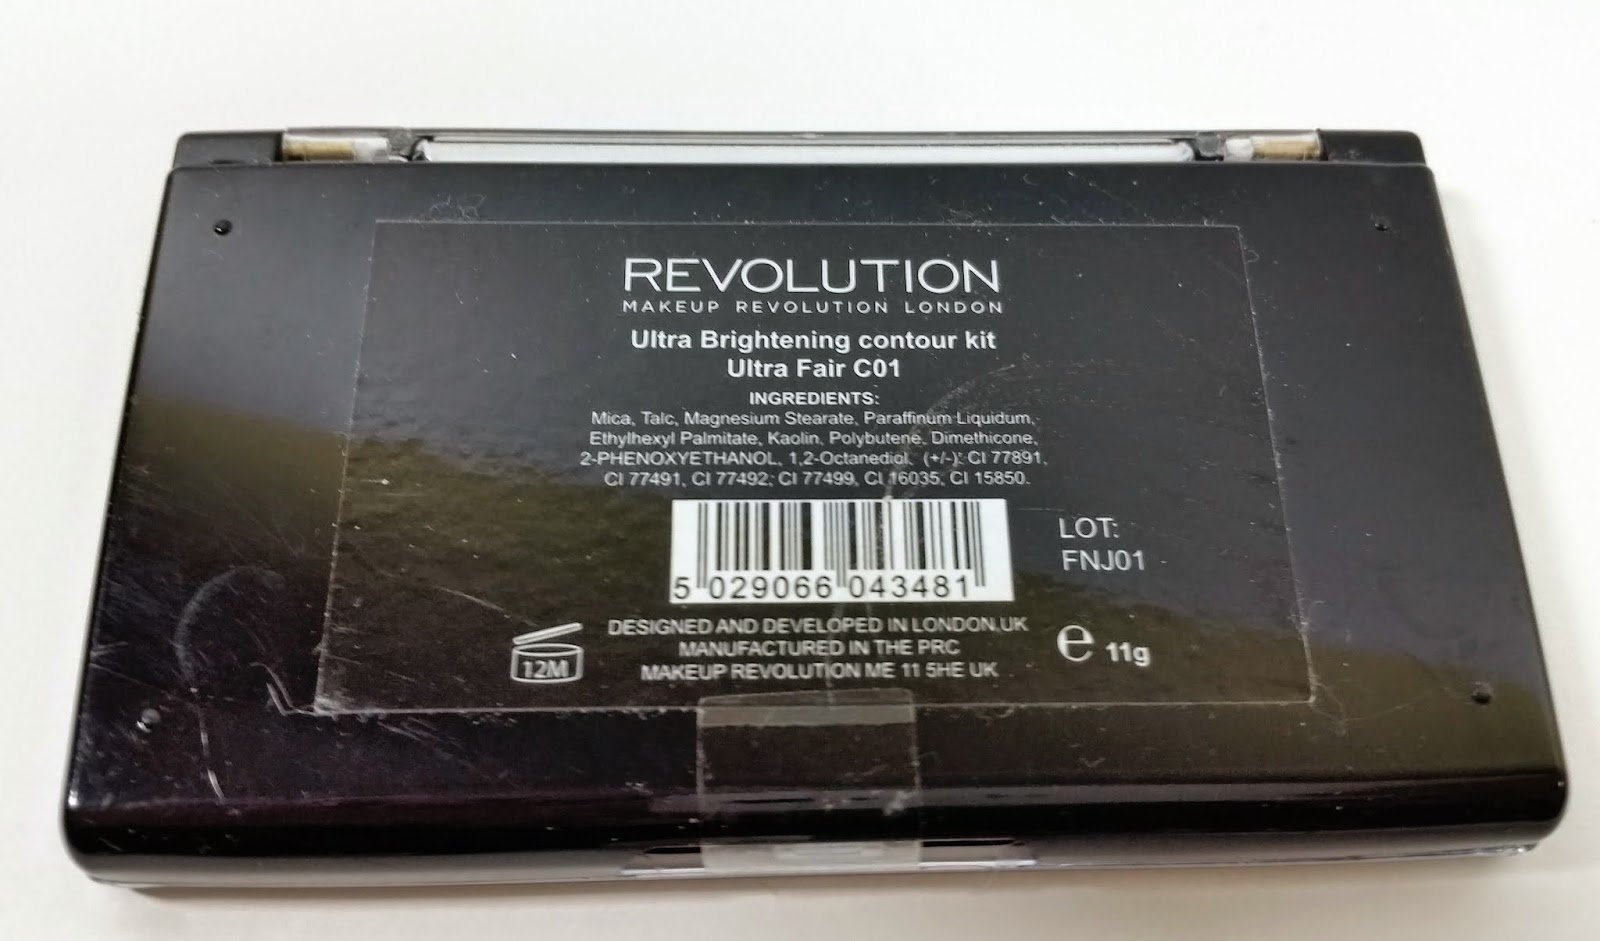 REVOLUTION
MAKEUP REVOLUTION LONDON
Ultra Brightening contour kit
Ultra Fair C01
INGREDIENTS:
Mica, Talc, Magnesium Stearate, Paraffinum Liquidum,
Ethylhexyl Palmitate, Kaolin, Polybutene, Dimethicone,
2-PHENOXYETHANOL, 1,2-Octanediol, (+/-): CI 77891,
CI 77491, CI 77492, CI 77499, CI 16035, CI 15850.
5 029066 043481
LOT:
FNJ01
12M
DESIGNED AND DEVELOPED IN LONDON,UK
MANUFACTURED IN THE PRC
MAKEUP REVOLUTION ME 11 5HE UK
e 11g